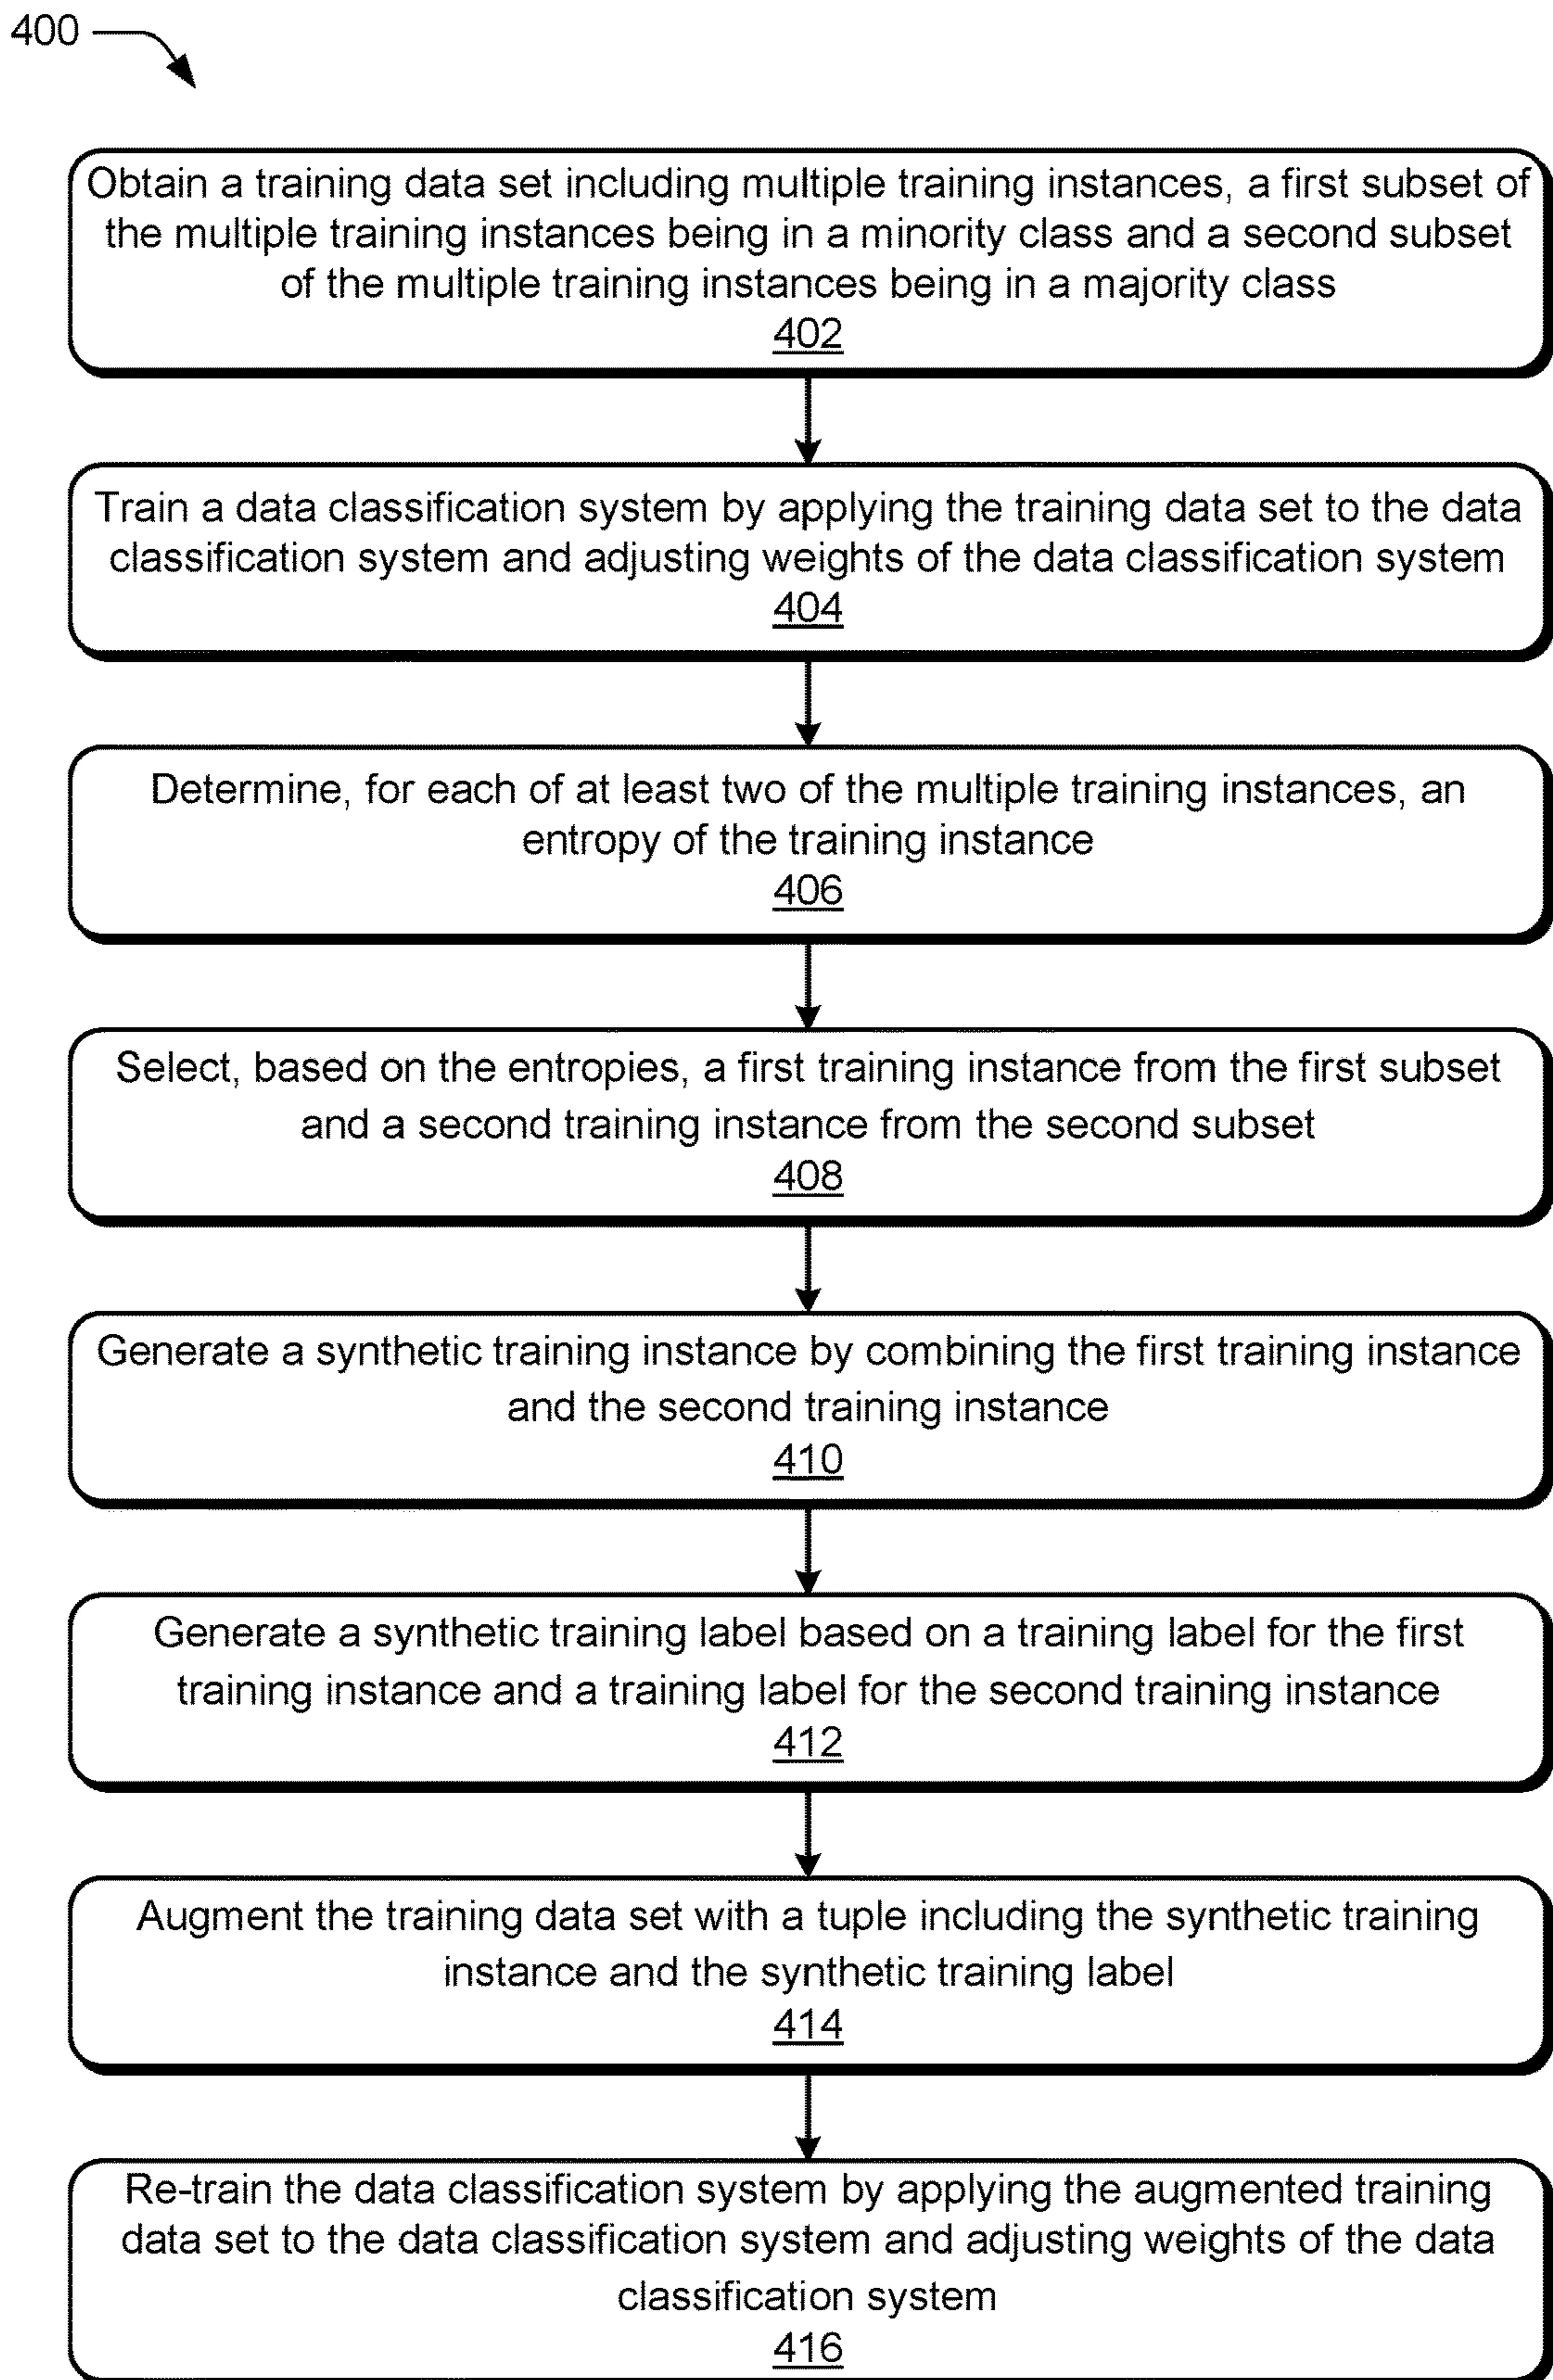 400
Obtain a training data set including multiple training instances, a first subset of
the multiple training instances being in a minority class and a second subset
of the multiple training instances being in a majority class
402
Train a data classification system by applying the training data set to the data
classification system and adjusting weights of the data classification system
404
Determine, for each of at least two of the multiple training instances, an
entropy of the training instance
406
Select, based on the entropies, a first training instance from the first subset
and a second training instance from the second subset
408
Generate a synthetic training instance by combining the first training instance
and the second training instance
410
Generate a synthetic training label based on a training label for the first
training instance and a training label for the second training instance
412
Augment the training data set with a tuple including the synthetic training
instance and the synthetic training label
414
Re-train the data classification system by applying the augmented training
data set to the data classification system and adjusting weights of the data
classification system
416